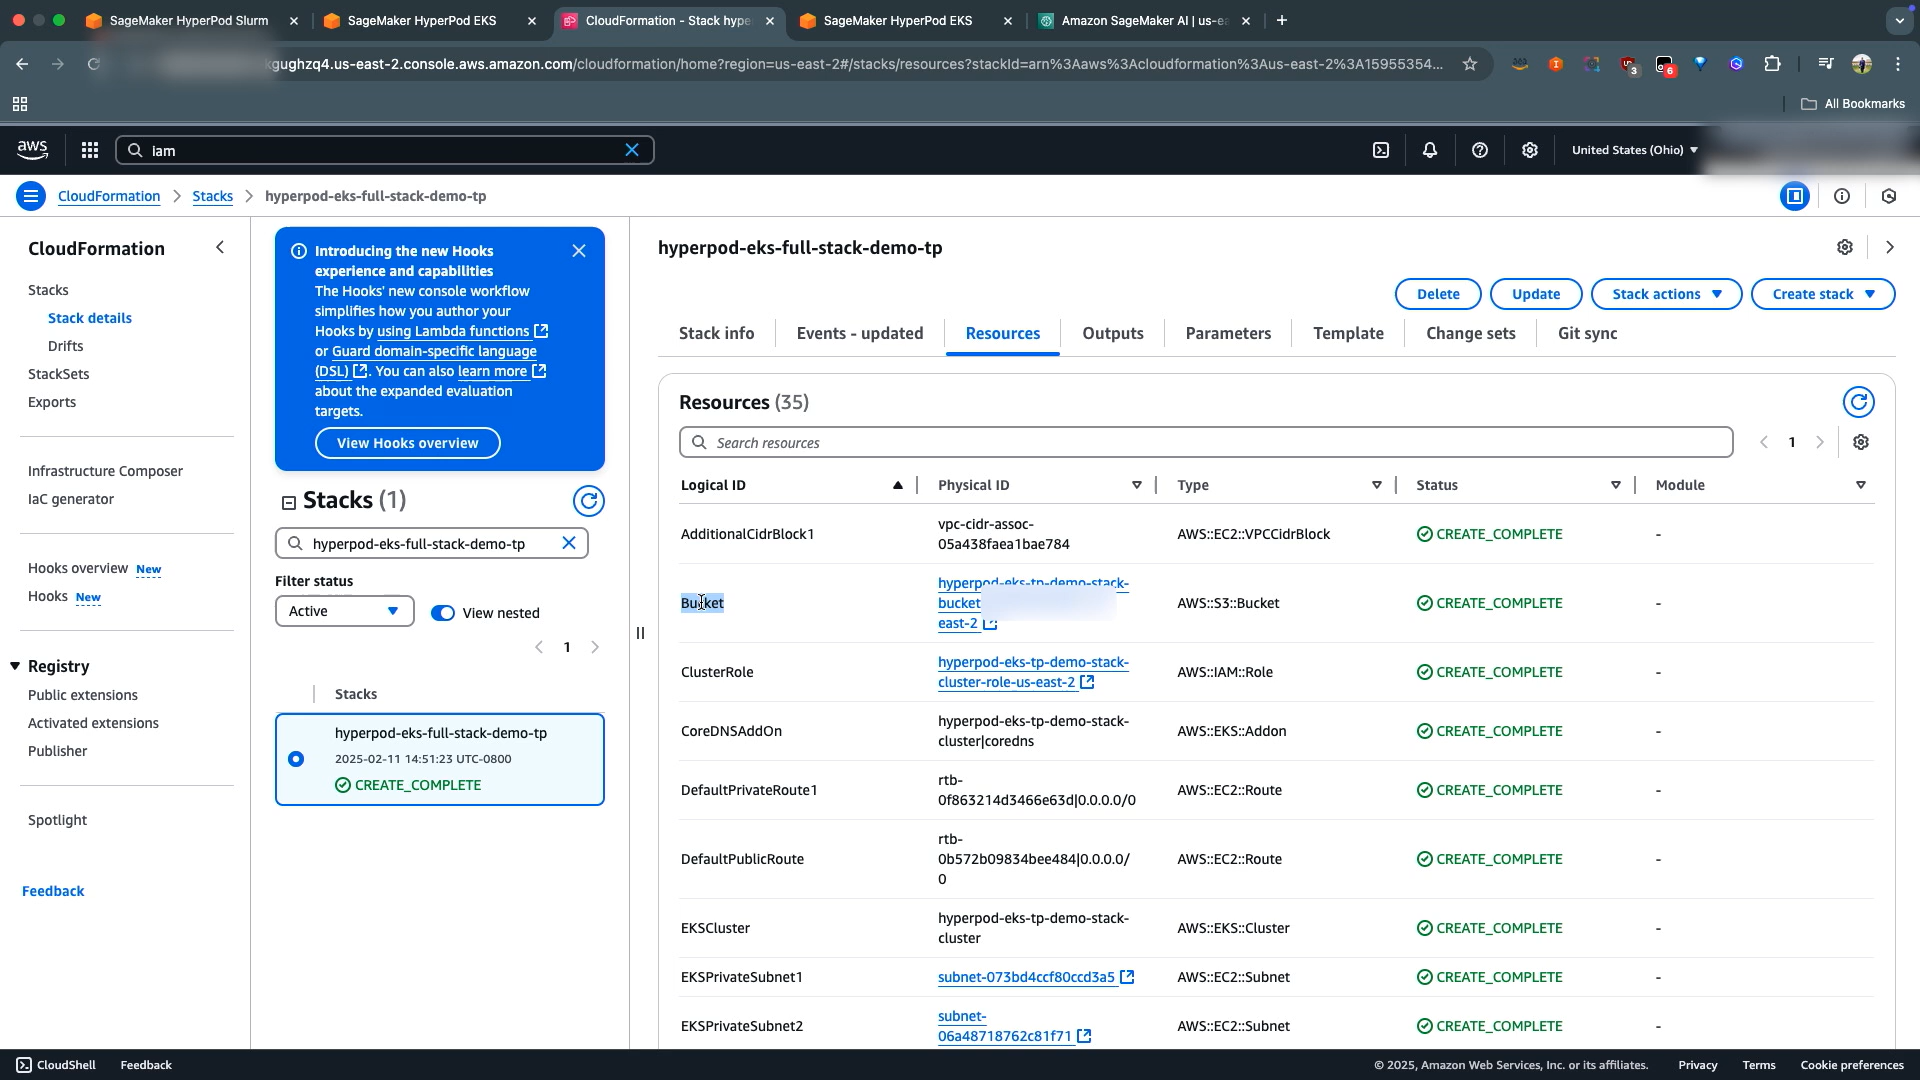 SageMaker HyperPod Slurm
SageMaker HyperPod EKS
CloudFormation - Stack hype
SageMaker HyperPod EKS
Amazon SageMaker AI | us-ea
kgughzq4.us-east-2.console.aws.amazon.com/cloudformation/home?region=us-east-2#/stacks/resources?stackId=arn%3Aaws%3Acloudformation%3Aus-east-2%3A15955354...
3
6
All Bookmarks
aws
iam
United States (Ohio)
CloudFormation
Stacks
hyperpod-eks-full-stack-demo-tp
CloudFormation
Stacks
Stack details
Drifts
StackSets
Exports
Infrastructure Composer
IaC generator
Hooks overview New
Hooks New
Registry
Public extensions
Activated extensions
Publisher
Spotlight
Feedback
Introducing the new Hooks
experience and capabilities
The Hooks' new console workflow
simplifies how you author your
Hooks by using Lambda functions
or Guard domain-specific language
(DSL). You can also learn more
about the expanded evaluation
targets.
View Hooks overview
Stacks (1)
hyperpod-eks-full-stack-demo-tp
Filter status
Active
View nested
1
Stacks
hyperpod-eks-full-stack-demo-tp
2025-02-11 14:51:23 UTC-0800
CREATE_COMPLETE
hyperpod-eks-full-stack-demo-tp
Delete
Update
Stack actions
Create stack
Stack info
Events - updated
Resources
Outputs
Parameters
Template
Change sets
Git sync
Resources (35)
Search resources
1
Logical ID
Physical ID
Type
Status
Module
AdditionalCidrBlock1
vpc-cidr-assoc-
05a438faea1bae784
AWS::EC2::VPCCidrBlock
CREATE_COMPLETE
-
Bucket
hyperpod-eks-tp-demo-stack-
bucket
east-2
AWS::S3::Bucket
CREATE_COMPLETE
-
ClusterRole
hyperpod-eks-tp-demo-stack-
cluster-role-us-east-2
AWS::IAM::Role
CREATE_COMPLETE
-
CoreDNSAddOn
hyperpod-eks-tp-demo-stack-
cluster|coredns
AWS::EKS::Addon
CREATE_COMPLETE
-
DefaultPrivateRoute1
rtb-
0f863214d3466e63d|0.0.0.0/0
AWS::EC2::Route
CREATE_COMPLETE
-
DefaultPublicRoute
rtb-
0b572b09834bee484|0.0.0.0/
0
AWS::EC2::Route
CREATE_COMPLETE
-
EKSCluster
hyperpod-eks-tp-demo-stack-
cluster
AWS::EKS::Cluster
CREATE_COMPLETE
-
EKSPrivateSubnet1
subnet-073bd4ccf80ccd3a5
AWS::EC2::Subnet
CREATE_COMPLETE
-
EKSPrivateSubnet2
subnet-
06a48718762c81f71
AWS::EC2::Subnet
CREATE_COMPLETE
-
CloudShell
Feedback
© 2025, Amazon Web Services, Inc. or its affiliates.
Privacy
Terms
Cookie preferences